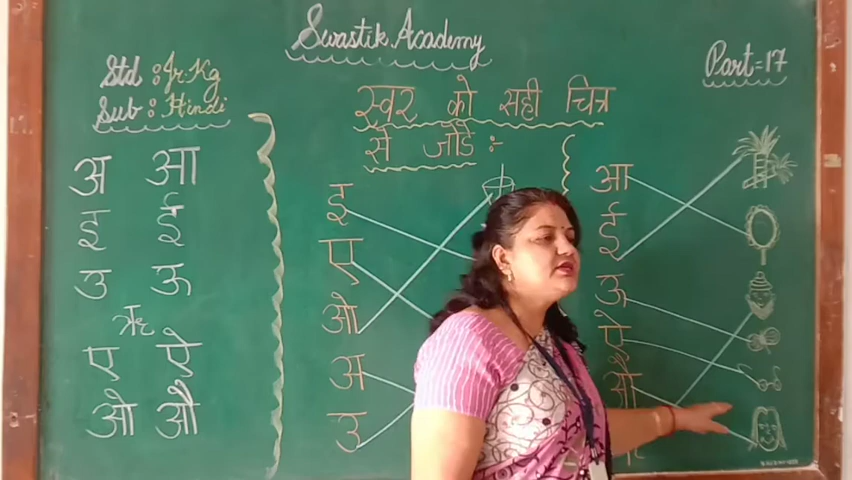 Swastik Academy
Part=17
Std : Jr. Kg
Sub : Hindi
स्वर को सही चित्र
से जोडे :-
अ आ
इ ई
उ ऊ
ऋ
ए ऐ
ओ औ
इ
ए
ओ
अ
उ
आ
ई
ऊ
ऐ
औ